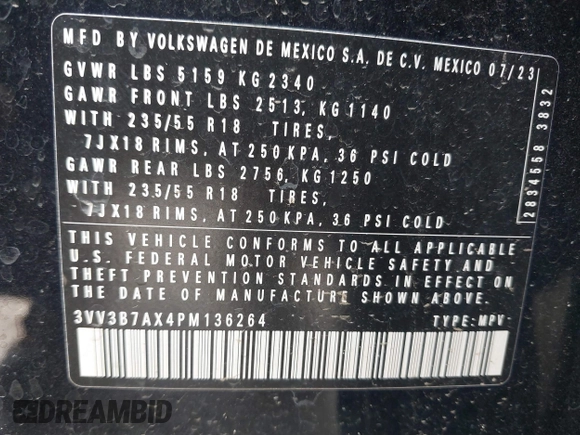 MFD BY VOLKSWAGEN DE MEXICO S.A. DE C.V. MEXICO 07/23
GVWR LBS 5159 KG 2340
GAWR FRONT LBS 2513, KG 1140
WITH 235/55 R18 TIRES,
7JX18 RIMS, AT 250 KPA, 36 PSI COLD
GAWR REAR LBS 2756, KG 1250
WITH 235/55 R18 TIRES,
7JX18 RIMS, AT 250 KPA, 36 PSI COLD
2834558 3832
THIS VEHICLE CONFORMS TO ALL APPLICABLE
U.S. FEDERAL MOTOR VEHICLE SAFETY AND
THEFT PREVENTION STANDARDS IN EFFECT ON
THE DATE OF MANUFACTURE SHOWN ABOVE.
3VV3B7AX4PM136264 TYPE: MPV
DREAMBID